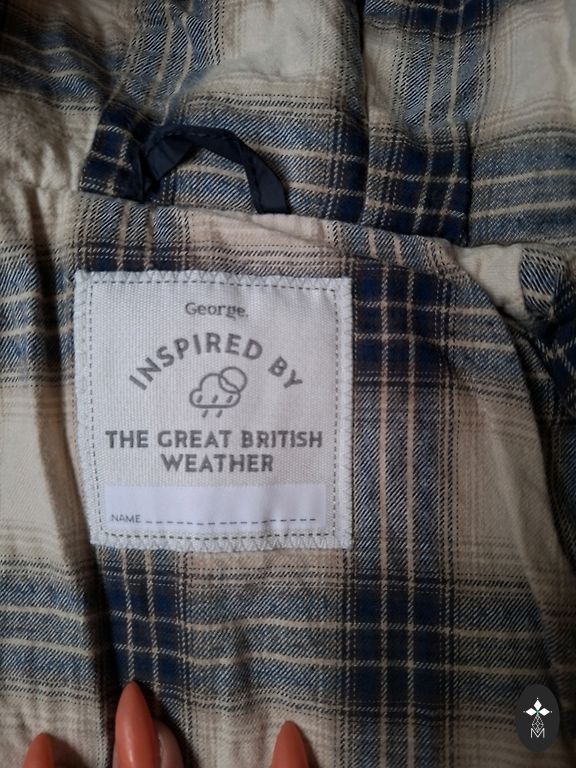 George.
INSPIRED BY
THE GREAT BRITISH
WEATHER
NAME